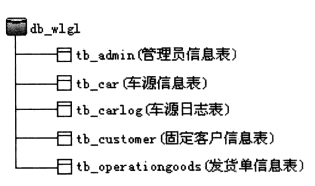 db_wlgl
tb_admin(管理员信息表)
tb_car(车源信息表)
tb_carlog(车源日志表)
tb_customer(固定客户信息表)
tb_operationgoods(发货单信息表)